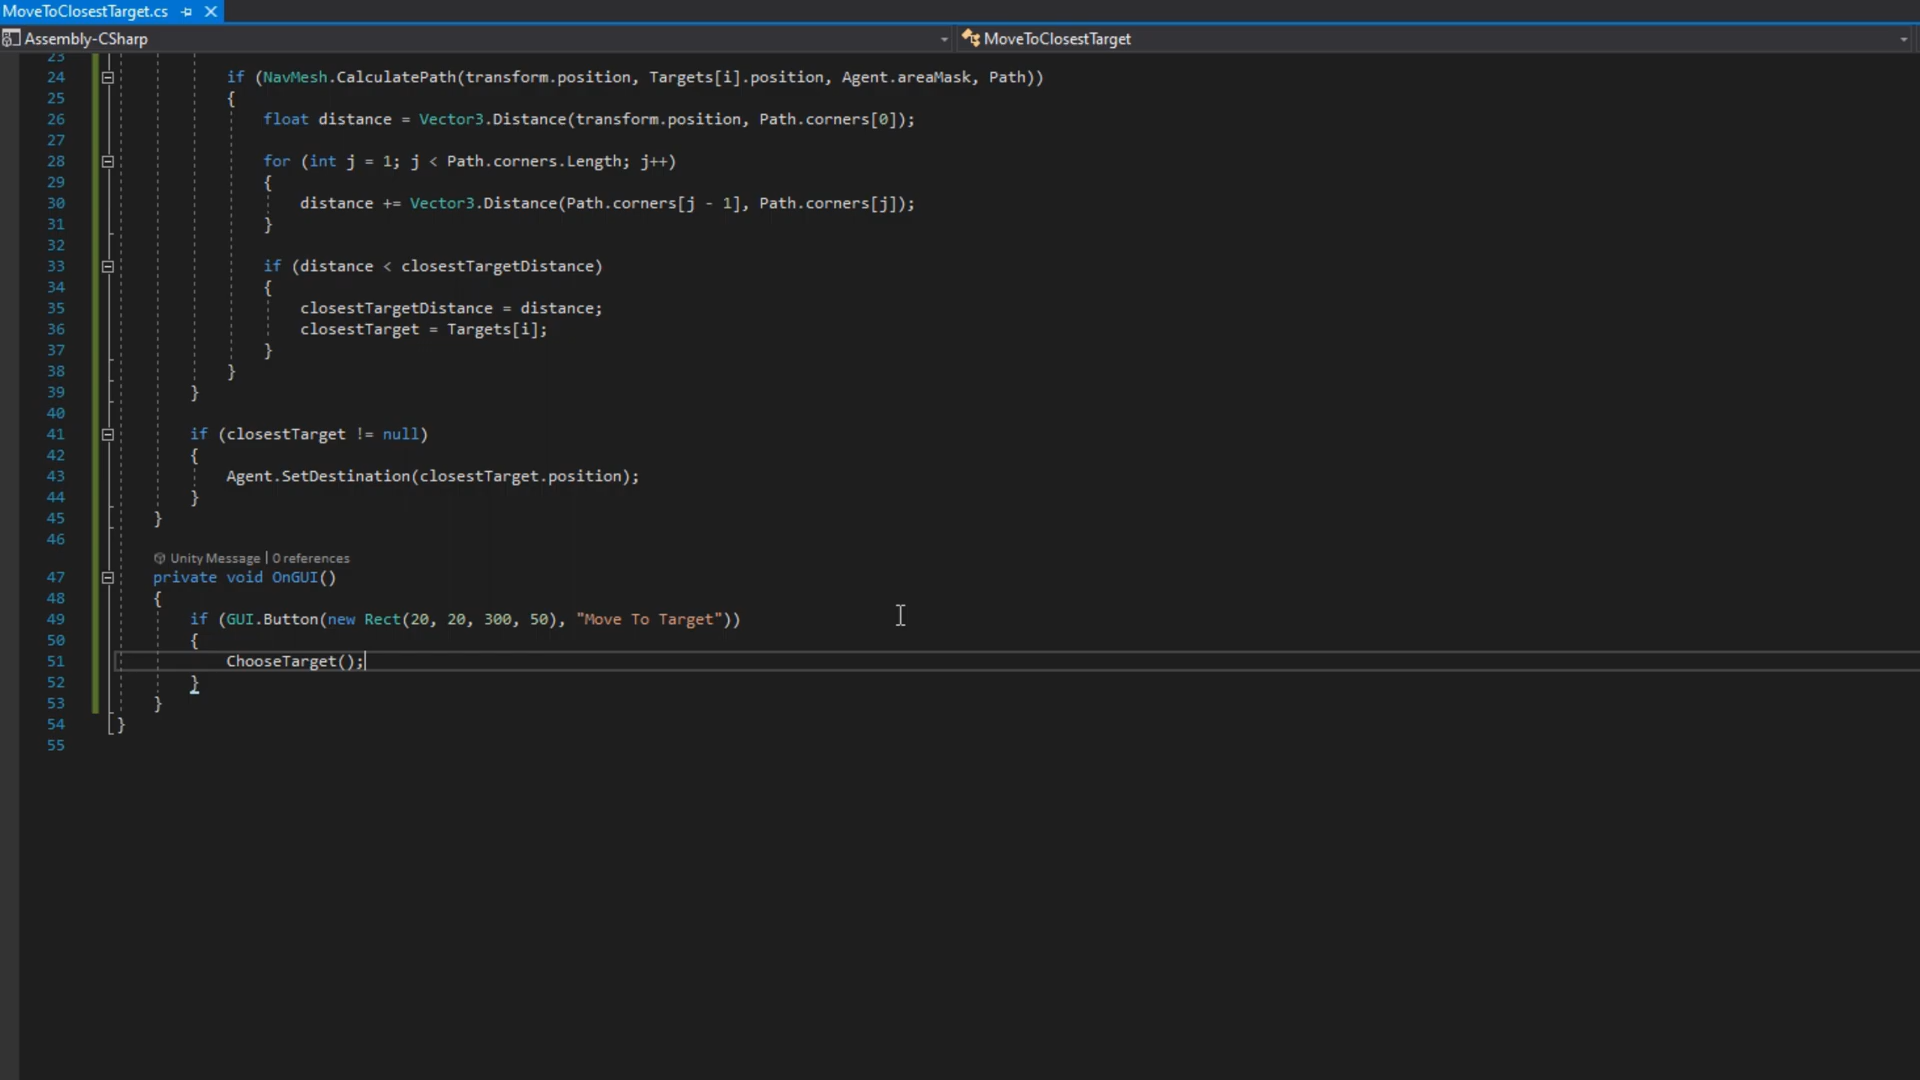 MoveToClosestTarget.cs
Assembly-CSharp
MoveToClosestTarget
23
24 if (NavMesh.CalculatePath(transform.position, Targets[i].position, Agent.areaMask, Path))
25 {
26 float distance = Vector3.Distance(transform.position, Path.corners[0]);
27
28 for (int j = 1; j < Path.corners.Length; j++)
29 {
30 distance += Vector3.Distance(Path.corners[j - 1], Path.corners[j]);
31 }
32
33 if (distance < closestTargetDistance)
34 {
35 closestTargetDistance = distance;
36 closestTarget = Targets[i];
37 }
38 }
39 }
40
41 if (closestTarget != null)
42 {
43 Agent.SetDestination(closestTarget.position);
44 }
45 }
46
Unity Message | 0 references
47 private void OnGUI()
48 {
49 if (GUI.Button(new Rect(20, 20, 300, 50), "Move To Target"))
50 {
51 ChooseTarget();
52 }
53 }
54 }
55